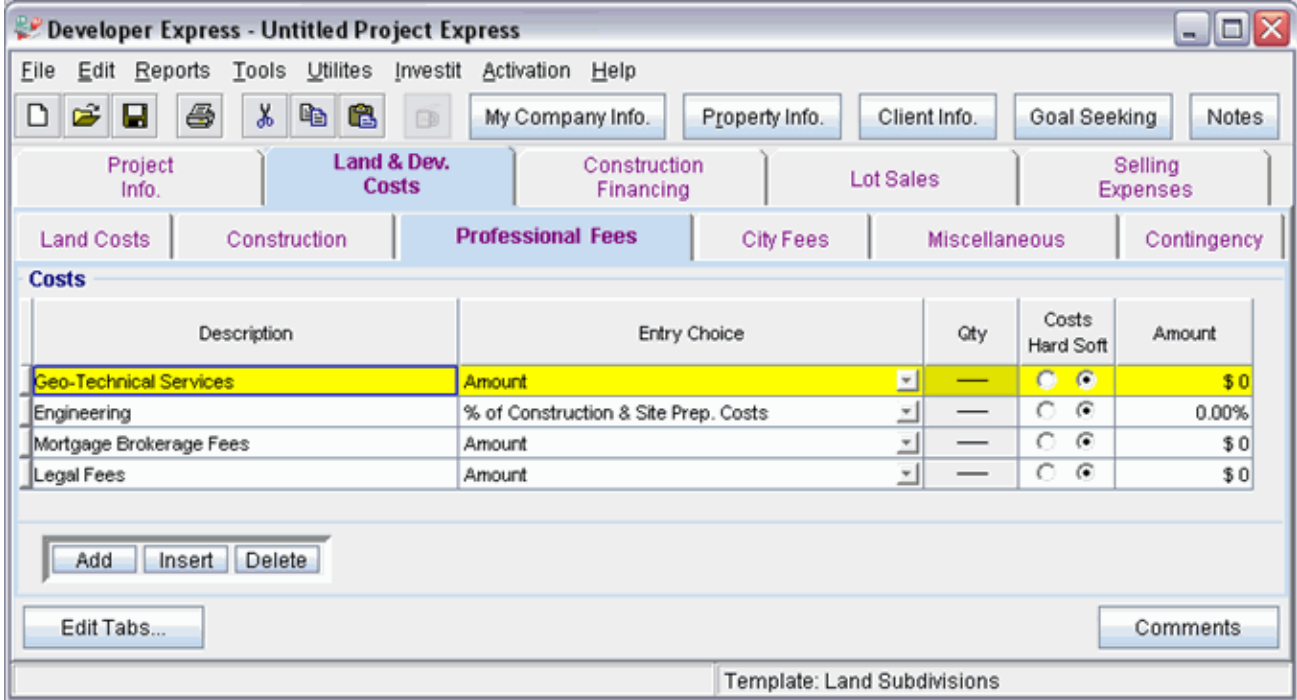 Developer Express - Untitled Project Express
File Edit Reports Tools Utilites Investit Activation Help
My Company Info. Property Info. Client Info. Goal Seeking Notes
Project Info. Land & Dev. Costs Construction Financing Lot Sales Selling Expenses
Land Costs Construction Professional Fees City Fees Miscellaneous Contingency
Costs
Description Entry Choice Qty Costs Hard Soft Amount
Geo-Technical Services Amount — $ 0
Engineering % of Construction & Site Prep. Costs — 0.00%
Mortgage Brokerage Fees Amount — $ 0
Legal Fees Amount — $ 0
Add Insert Delete
Edit Tabs... Comments
Template: Land Subdivisions